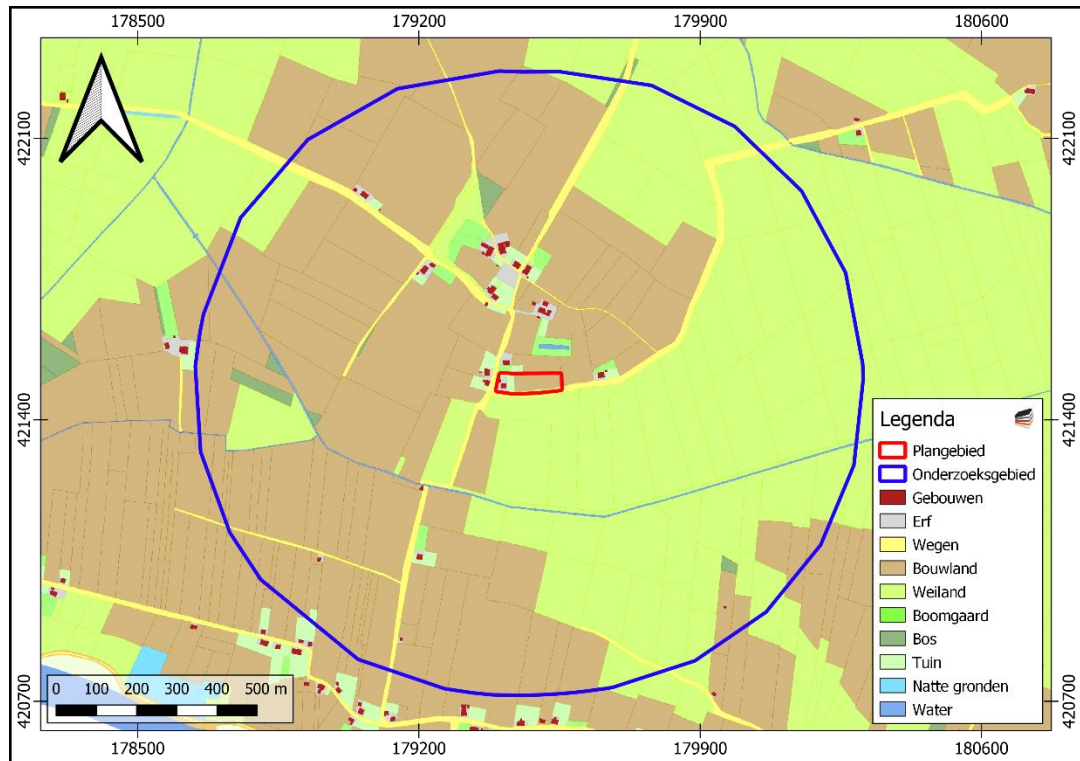 178500 179200 179900 180600
422100 422100
421400 421400
Legenda
Plangebied
Onderzoeksgebied
Gebouwen
Erf
Wegen
Bouwland
Weiland
Boomgaard
Bos
Tuin
Natte gronden
Water
0 100 200 300 400 500 m
420700 420700
178500 179200 179900 180600